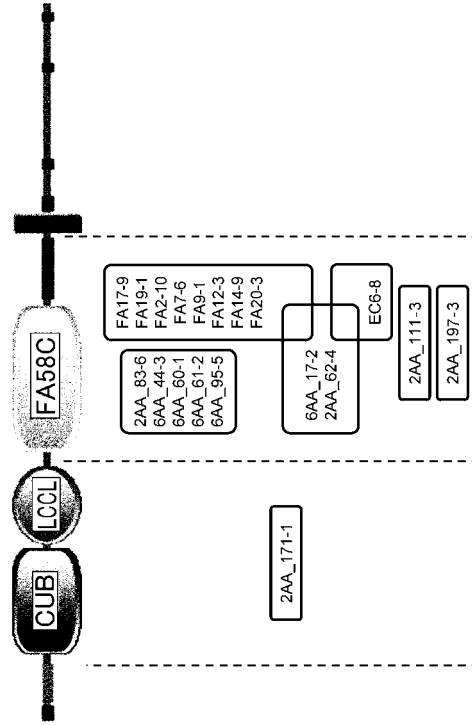 CUB
LCCL
FA58C
2AA_171-1
2AA_83-6
6AA_44-3
6AA_60-1
6AA_61-2
6AA_95-5
FA17-9
FA19-1
FA2-10
FA7-6
FA9-1
FA12-3
FA14-9
FA20-3
6AA_17-2
2AA_62-4
EC6-8
2AA_111-3
2AA_197-3